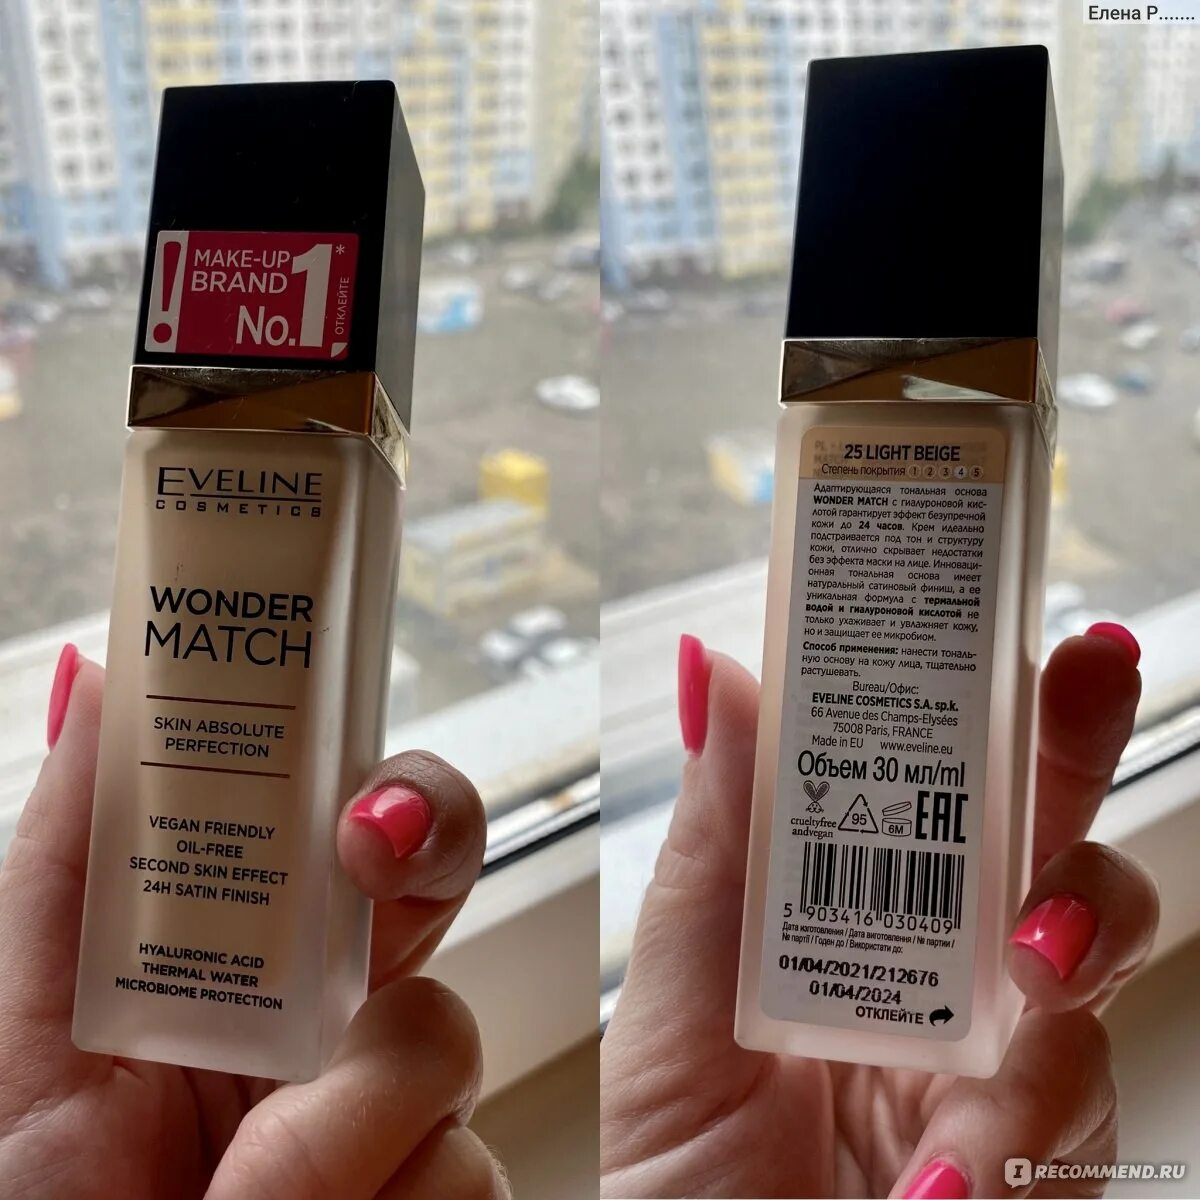 Елена Р.......
MAKE-UP
BRAND
No.1*
ОТКЛЕЙТЕ
EVELINE
COSMETICS
WONDER
MATCH
SKIN ABSOLUTE
PERFECTION
VEGAN FRIENDLY
OIL-FREE
SECOND SKIN EFFECT
24H SATIN FINISH
HYALURONIC ACID
THERMAL WATER
MICROBIOME PROTECTION
25 LIGHT BEIGE
Степень покрытия 1 2 3 4 5
Адаптирующаяся тональная основа
WONDER MATCH с гиалуроновой кис-
лотой гарантирует эффект безупречной
кожи до 24 часов. Крем идеально
подстраивается под тон и структуру
кожи, отлично скрывает недостатки
без эффекта маски на лице. Инноваци-
онная тональная основа имеет
натуральный сатиновый финиш, а ее
уникальная формула с термальной
водой и гиалуроновой кислотой не
только ухаживает и увлажняет кожу,
но и защищает ее микробиом.
Способ применения: нанести тональ-
ную основу на кожу лица, тщательно
растушевать.
Bureau/Офис:
EVELINE COSMETICS S.A. sp.k.
66 Avenue des Champs-Elysées
75008 Paris, FRANCE
Made in EU www.eveline.eu
Объем 30 мл/ml
crueltyfree
andvegan
95
6M
EAC
5 903416 030409
Дата изготовления / Дата виготовлення / № партии /
№ партії / Годен до / Використати до:
01/04/2021/212676
01/04/2024
ОТКЛЕЙТЕ
IRECOMMEND.RU